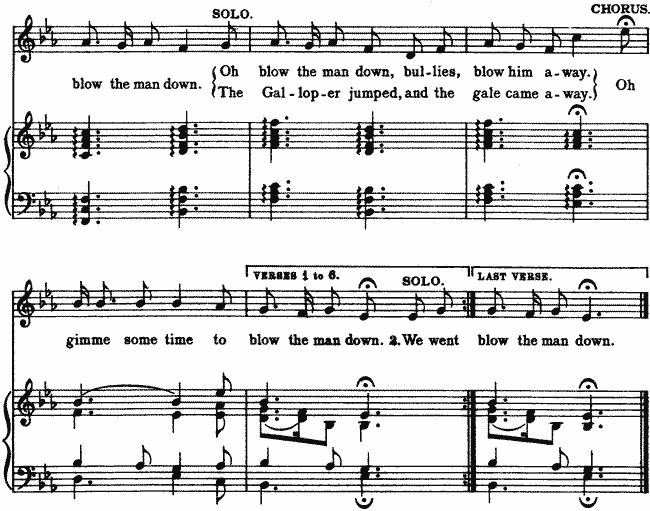 SOLO. CHORUS.
blow the man down. {Oh blow the man down, bul-lies, blow him a-way.} Oh
{The Gal-lop-er jumped, and the gale came a-way.}
VERSES 1 to 6. SOLO. LAST VERSE.
gimme some time to blow the man down. 2. We went blow the man down.